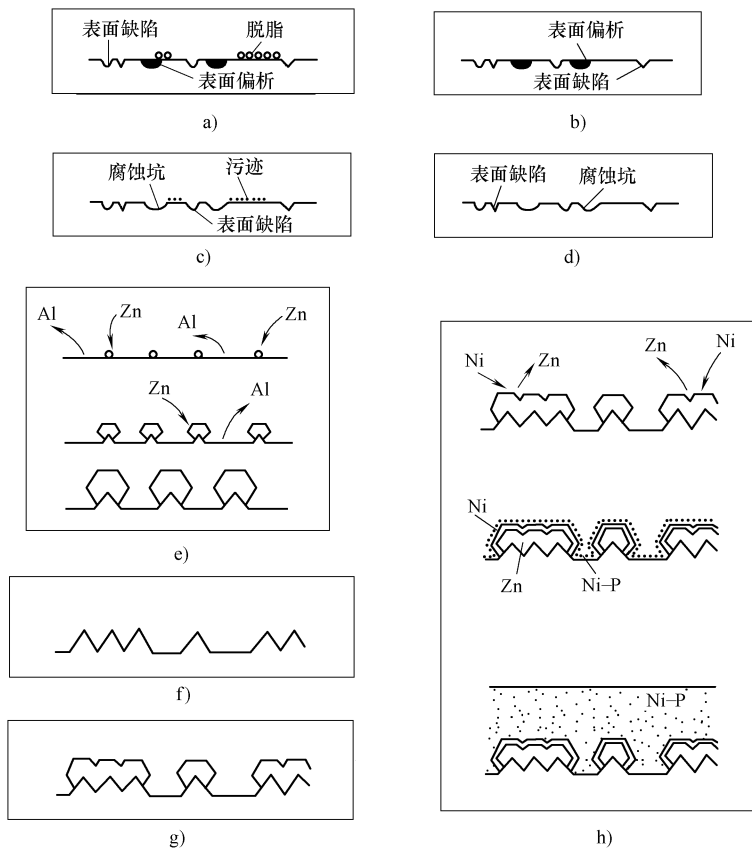 表面缺陷
脱脂
表面偏析
a)
表面偏析
表面缺陷
b)
腐蚀坑
污迹
表面缺陷
c)
表面缺陷
腐蚀坑
d)
Al
Zn
Al
Zn
Zn
Al
e)
f)
g)
Ni
Zn
Zn
Ni
Ni
Zn
Ni–P
Ni–P
h)